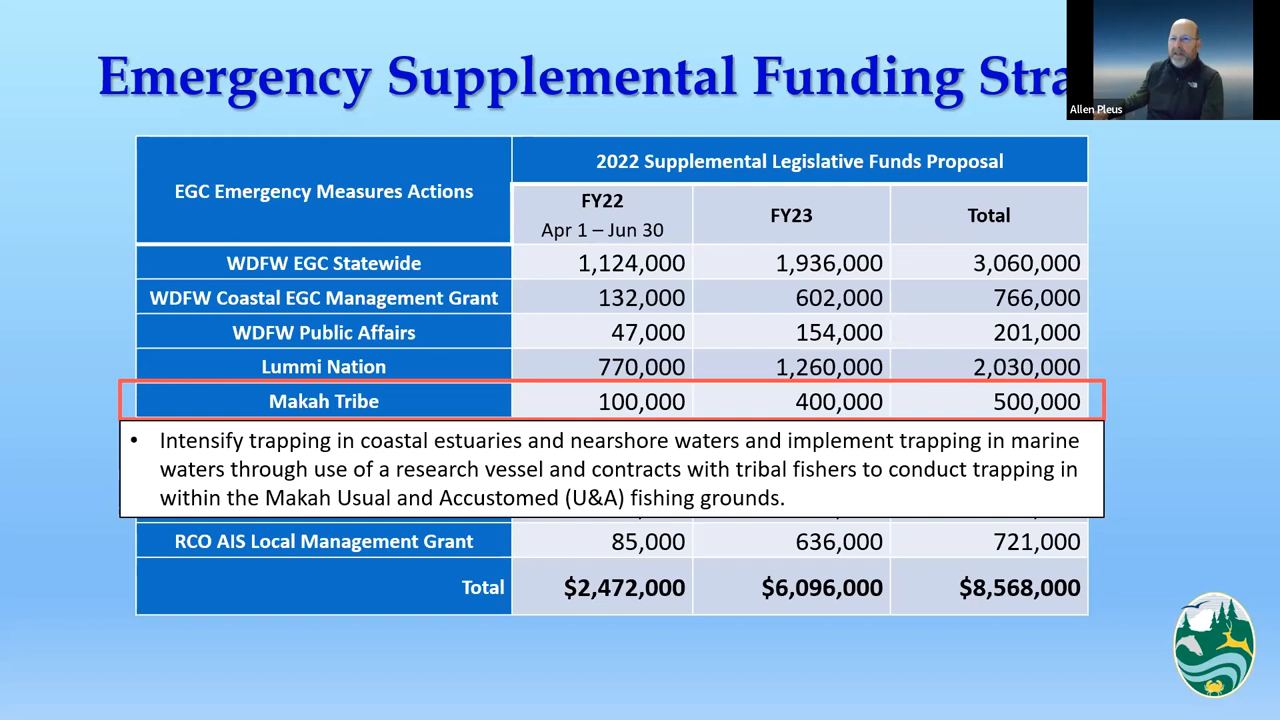 Emergency Supplemental Funding Stra
Allen Pleus
EGC Emergency Measures Actions
2022 Supplemental Legislative Funds Proposal
FY22
Apr 1 – Jun 30
FY23
Total
WDFW EGC Statewide 1,124,000 1,936,000 3,060,000
WDFW Coastal EGC Management Grant 132,000 602,000 766,000
WDFW Public Affairs 47,000 154,000 201,000
Lummi Nation 770,000 1,260,000 2,030,000
Makah Tribe 100,000 400,000 500,000
• Intensify trapping in coastal estuaries and nearshore waters and implement trapping in marine
waters through use of a research vessel and contracts with tribal fishers to conduct trapping in
within the Makah Usual and Accustomed (U&A) fishing grounds.
RCO AIS Local Management Grant 85,000 636,000 721,000
Total $2,472,000 $6,096,000 $8,568,000